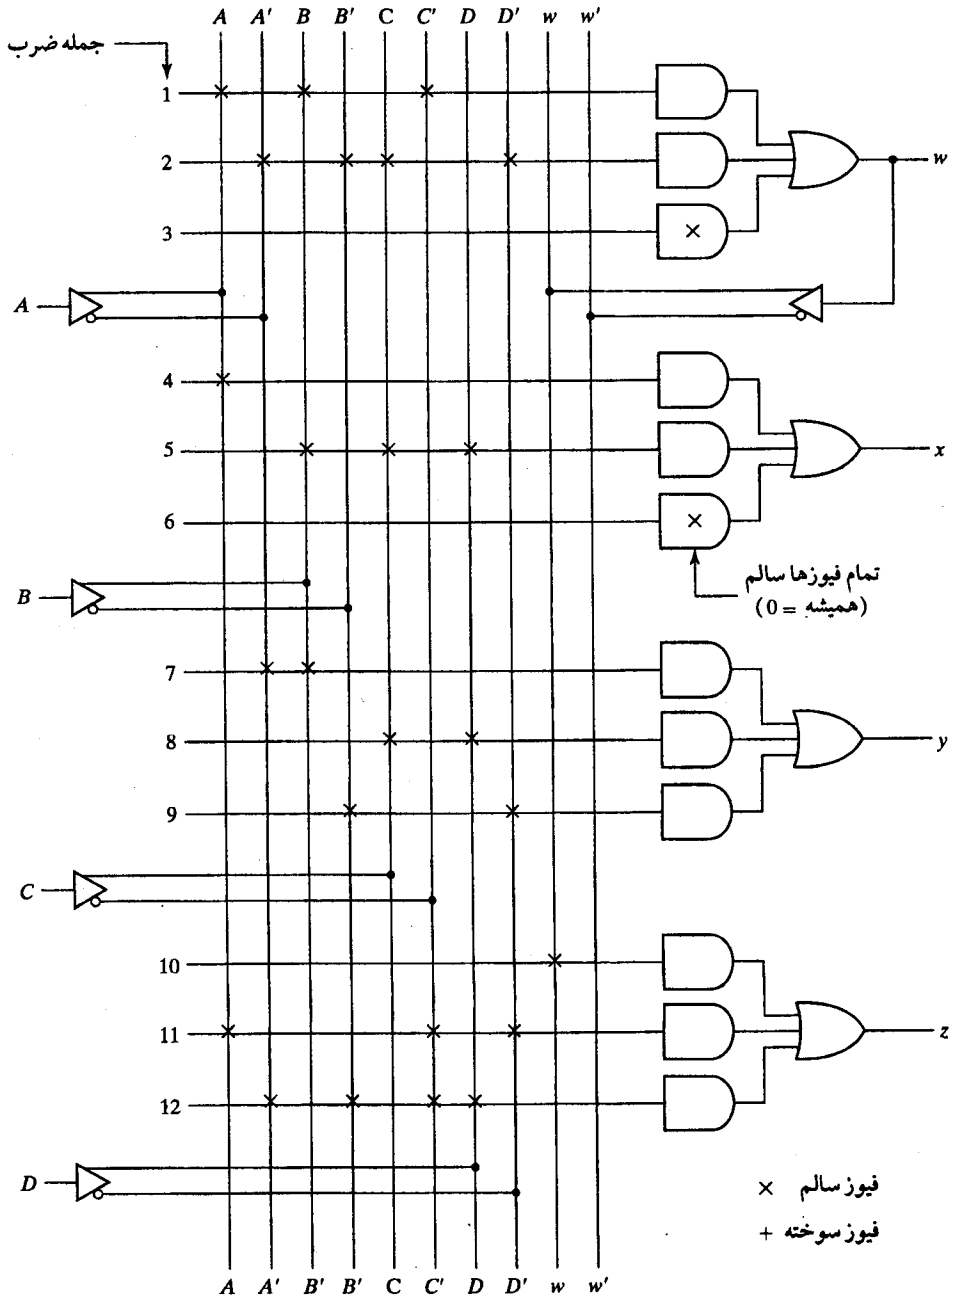 A A' B B' C C' D D' w w'
جمله ضرب
1
2
w
3
A
4
5
x
6
تمام فیوزها سالم
(همیشه = 0)
B
7
8
y
9
C
10
11
z
12
D
× فیوز سالم
+ فیوز سوخته
A A' B' B' C C' D D' w w'